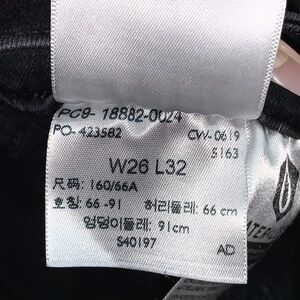 PC9- 18882-0024
PO- 423582 CW-0619
5163
W26 L32
尺码: 160/66A
호칭: 66 -91 허리둘레: 66 cm
엉덩이둘레: 91cm
S40197 AD